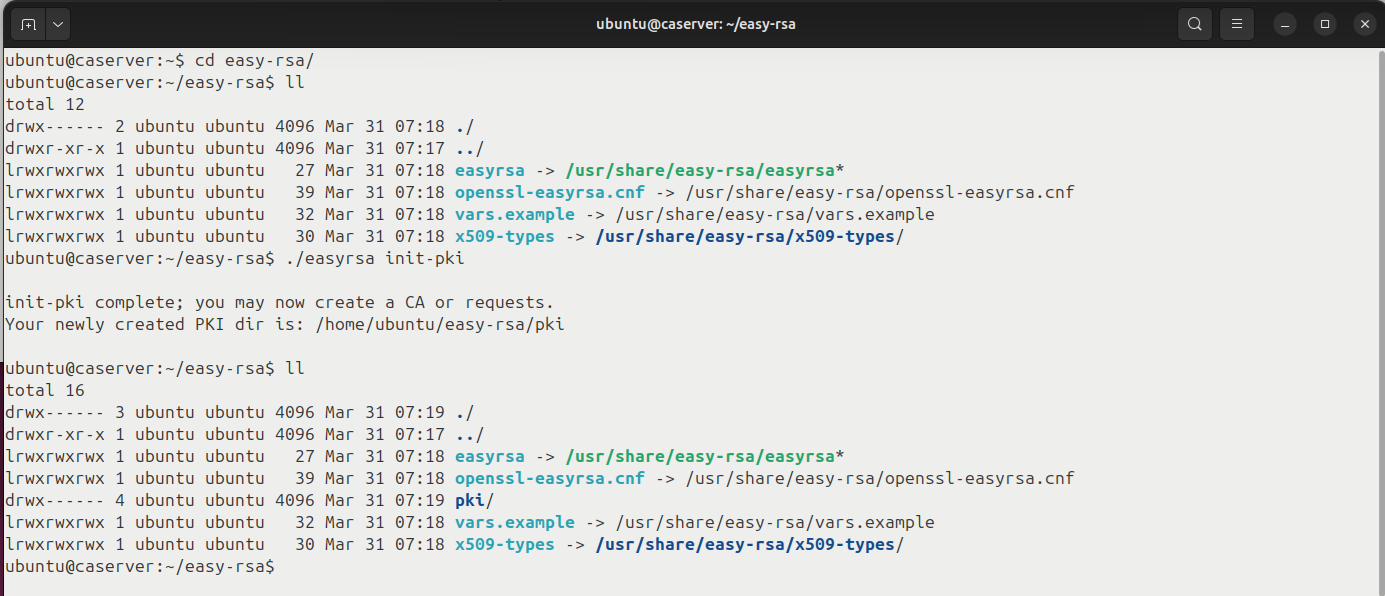 ubuntu@caserver: ~/easy-rsa
ubuntu@caserver:~$ cd easy-rsa/
ubuntu@caserver:~/easy-rsa$ ll
total 12
drwx------ 2 ubuntu ubuntu 4096 Mar 31 07:18 ./
drwxr-xr-x 1 ubuntu ubuntu 4096 Mar 31 07:17 ../
lrwxrwxrwx 1 ubuntu ubuntu   27 Mar 31 07:18 easyrsa -> /usr/share/easy-rsa/easyrsa*
lrwxrwxrwx 1 ubuntu ubuntu   39 Mar 31 07:18 openssl-easyrsa.cnf -> /usr/share/easy-rsa/openssl-easyrsa.cnf
lrwxrwxrwx 1 ubuntu ubuntu   32 Mar 31 07:18 vars.example -> /usr/share/easy-rsa/vars.example
lrwxrwxrwx 1 ubuntu ubuntu   30 Mar 31 07:18 x509-types -> /usr/share/easy-rsa/x509-types/
ubuntu@caserver:~/easy-rsa$ ./easyrsa init-pki
init-pki complete; you may now create a CA or requests.
Your newly created PKI dir is: /home/ubuntu/easy-rsa/pki
ubuntu@caserver:~/easy-rsa$ ll
total 16
drwx------ 3 ubuntu ubuntu 4096 Mar 31 07:19 ./
drwxr-xr-x 1 ubuntu ubuntu 4096 Mar 31 07:17 ../
lrwxrwxrwx 1 ubuntu ubuntu   27 Mar 31 07:18 easyrsa -> /usr/share/easy-rsa/easyrsa*
lrwxrwxrwx 1 ubuntu ubuntu   39 Mar 31 07:18 openssl-easyrsa.cnf -> /usr/share/easy-rsa/openssl-easyrsa.cnf
drwx------ 4 ubuntu ubuntu 4096 Mar 31 07:19 pki/
lrwxrwxrwx 1 ubuntu ubuntu   32 Mar 31 07:18 vars.example -> /usr/share/easy-rsa/vars.example
lrwxrwxrwx 1 ubuntu ubuntu   30 Mar 31 07:18 x509-types -> /usr/share/easy-rsa/x509-types/
ubuntu@caserver:~/easy-rsa$